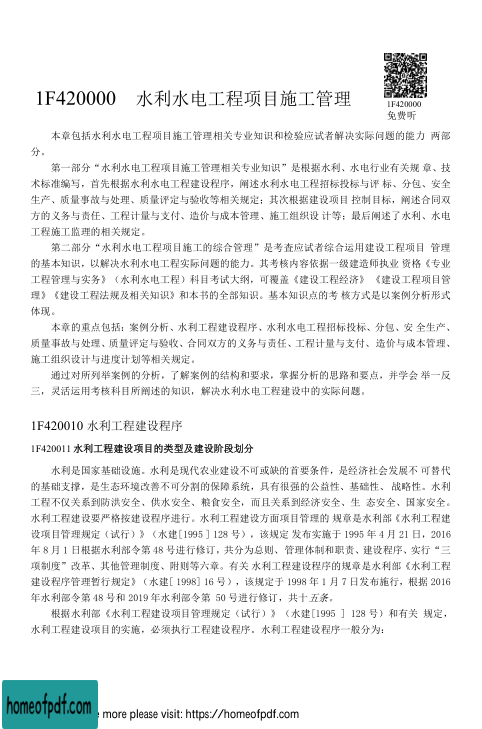 1F420000 水利水电工程项目施工管理
1F420000
免费听
本章包括水利水电工程项目施工管理相关专业知识和检验应试者解决实际问题的能力 两部
分。
第一部分“水利水电工程项目施工管理相关专业知识”是根据水利、水电行业有关规 章、技
术标准编写，首先根据水利水电工程建设程序，阐述水利水电工程招标投标与评 标、分包、安全
生产、质量事故与处理、质量评定与验收等相关规定；其次根据建设项目 控制目标，阐述合同双
方的义务与责任、工程计量与支付、造价与成本管理、施工组织设 计等；最后阐述了水利、水电
工程施工监理的相关规定。
第二部分“水利水电工程项目施工的综合管理”是考查应试者综合运用建设工程项目 管理
的基本知识，以解决水利水电工程实际问题的能力。其考核内容依据一级建造师执业 资格《专业
工程管理与实务》（水利水电工程）科目考试大纲，可覆盖《建设工程经济》 《建设工程项目管
理》《建设工程法规及相关知识》和本书的全部知识。基本知识点的考 核方式是以案例分析形式
体现。
本章的重点包括：案例分析、水利工程建设程序、水利水电工程招标投标、分包、安 全生产、
质量事故与处理、质量评定与验收、合同双方的义务与责任、工程计量与支付、 造价与成本管理、
施工组织设计与进度计划等相关规定。
通过对所列举案例的分析，了解案例的结构和要求，掌握分析的思路和要点，并学会 举一反
三，灵活运用考核科目所阐述的知识，解决水利水电工程建设中的实际问题。
1F420010 水利工程建设程序
1F420011 水利工程建设项目的类型及建设阶段划分
水利是国家基础设施。水利是现代农业建设不可或缺的首要条件，是经济社会发展不 可替代
的基础支撑，是生态环境改善不可分割的保障系统，具有很强的公益性、基础性、 战略性。水利
工程不仅关系到防洪安全、供水安全、粮食安全，而且关系到经济安全、生 态安全、国家安全。
水利工程建设要严格按建设程序进行。水利工程建设方面项目管理的 规章是水利部《水利工程建
设项目管理规定（试行）》（水建[1995 ] 128 号），该规定 发布实施于 1995 年 4 月 21 日，2016
年 8 月 1 日根据水利部令第 48 号进行修订，共分为总则、管理体制和职责、建设程序、实行“三
项制度”改革、其他管理制度、附则等六章。有关 水利工程建设程序的规章是水利部《水利工程
建设程序管理暂行规定》（水建[ 1998] 16 号），该规定于 1998 年 1 月 7 日发布施行，根据 2016
年水利部令第 48 号和 2019 年水利部令第 50 号进行修订，共十五条。
根据水利部《水利工程建设项目管理规定（试行）》（水建[1995 ] 128 号）和有关 规定，
水利工程建设项目的实施，必须执行工程建设程序。水利工程建设程序一般分为：
homeofpdf.com
e more please visit: https://homeofpdf.com